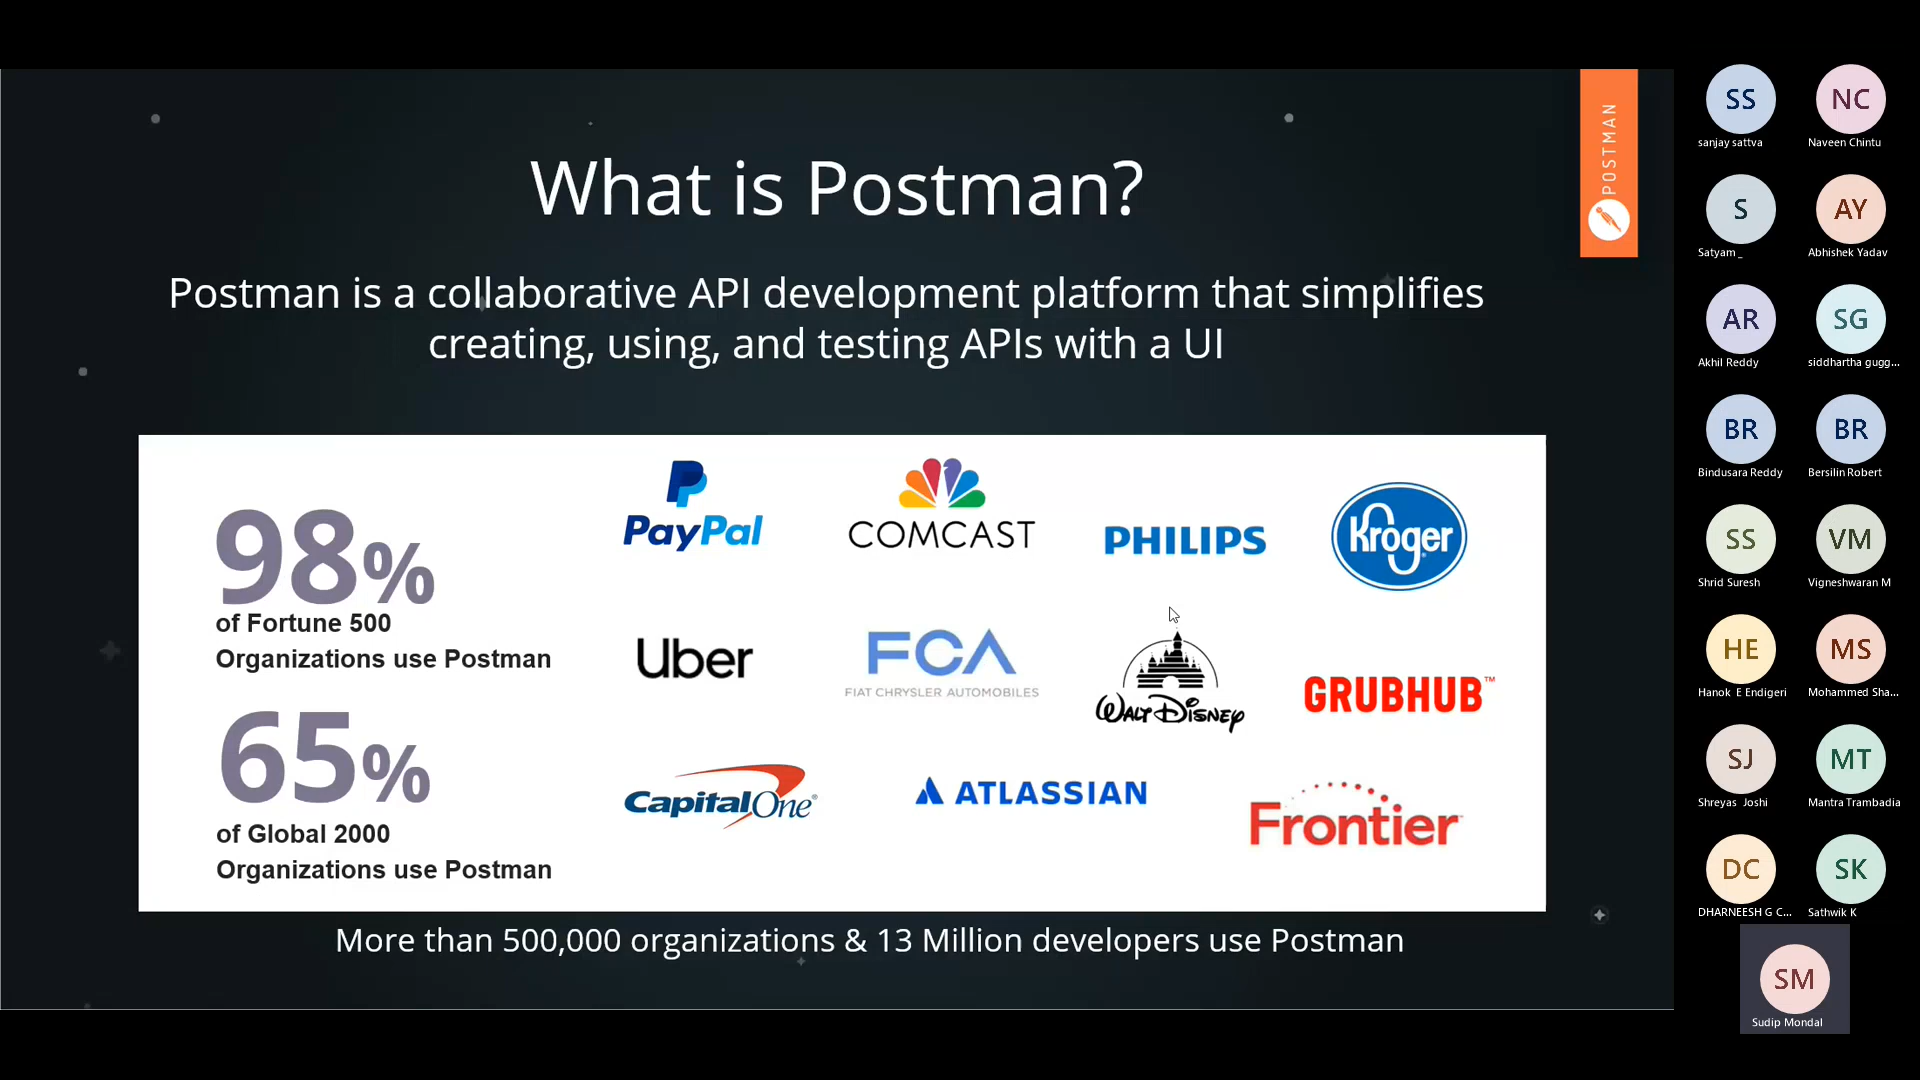 POSTMAN
What is Postman?
Postman is a collaborative API development platform that simplifies
creating, using, and testing APIs with a UI
98%
of Fortune 500
Organizations use Postman
65%
of Global 2000
Organizations use Postman
PayPal
COMCAST
PHILIPS
Kroger
Uber
FCA
FIAT CHRYSLER AUTOMOBILES
WALT DISNEY
GRUBHUB™
CapitalOne®
ATLASSIAN
Frontier
More than 500,000 organizations & 13 Million developers use Postman
SS
sanjay sattva
NC
Naveen Chintu
S
Satyam _
AY
Abhishek Yadav
AR
Akhil Reddy
SG
siddhartha gugg...
BR
Bindusara Reddy
BR
Bersilin Robert
SS
Shrid Suresh
VM
Vigneshwaran M
HE
Hanok E Endigeri
MS
Mohammed Sha...
SJ
Shreyas Joshi
MT
Mantra Trambadia
DC
DHARNEESH G C...
SK
Sathwik K
SM
Sudip Mondal